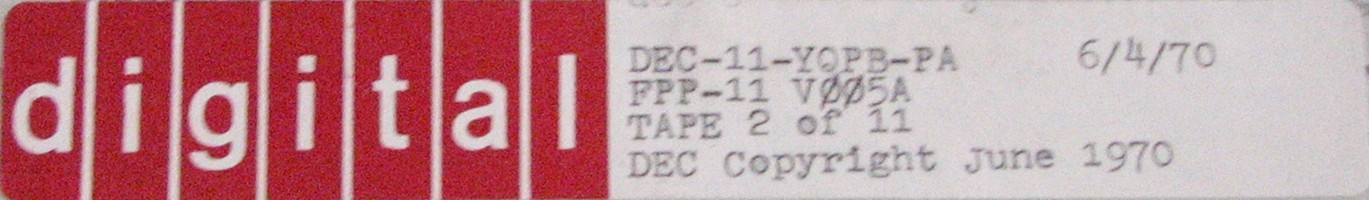 digital
DEC-11-YQPB-PA 6/4/70
FPP-11 VØØ5A
TAPE 2 of 11
DEC Copyright June 1970